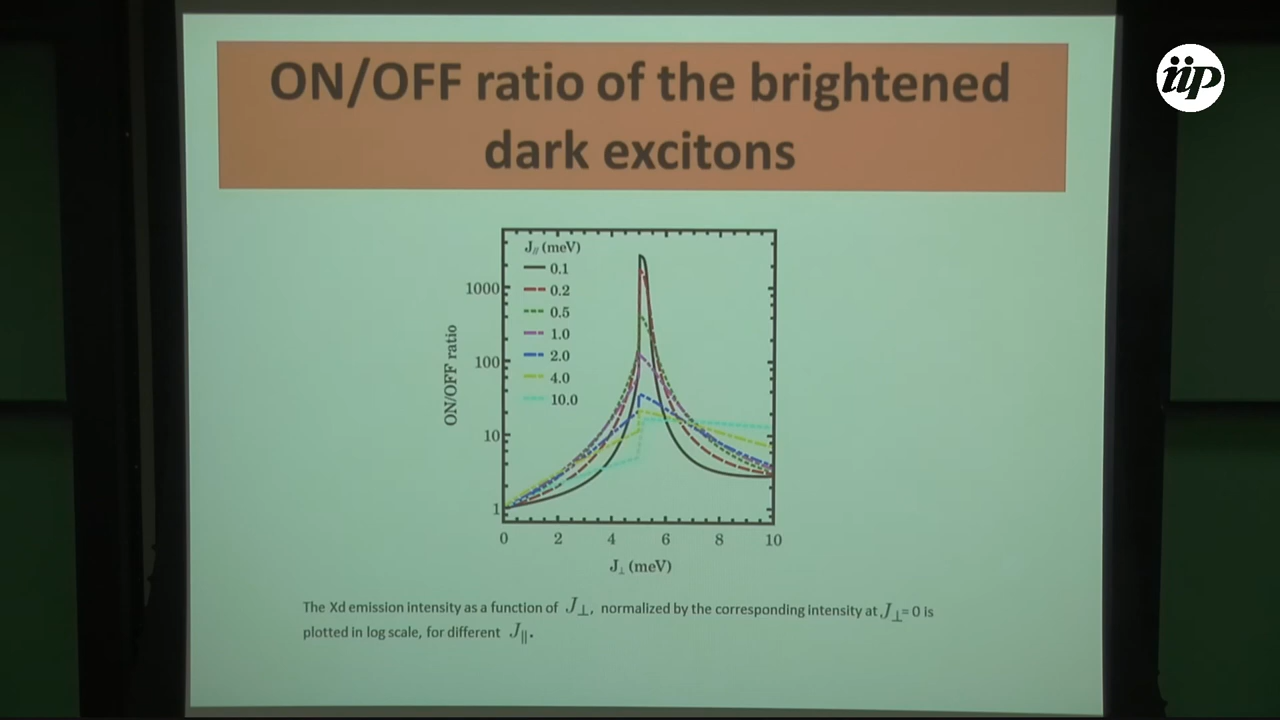 ON/OFF ratio of the brightened
dark excitons
iip
J∥ (meV)
0.1
0.2
0.5
1.0
2.0
4.0
10.0
ON/OFF ratio
1000
100
10
1
0 2 4 6 8 10
J⊥ (meV)
The Xd emission intensity as a function of J⊥, normalized by the corresponding intensity at J⊥=0 is
plotted in log scale, for different J∥.